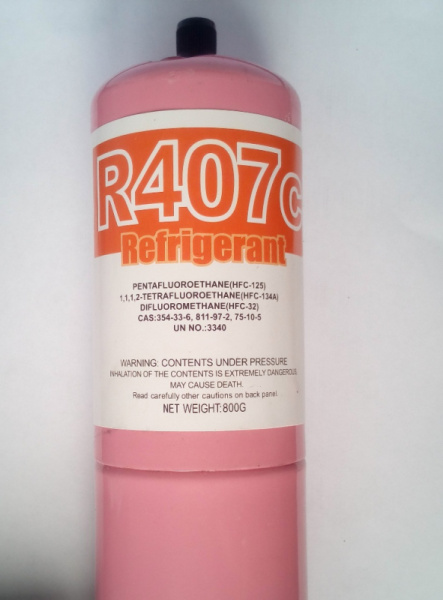 R407c
Refrigerant
PENTAFLUOROETHANE(HFC-125)
1,1,1,2-TETRAFLUOROETHANE(HFC-134A)
DIFLUOROMETHANE(HFC-32)
CAS:354-33-6, 811-97-2, 75-10-5
UN NO.:3340
WARNING: CONTENTS UNDER PRESSURE
INHALATION OF THE CONTENTS IS EXTREMELY DANGEROUS,
MAY CAUSE DEATH.
Read carefully other cautions on back panel.
NET WEIGHT:800G